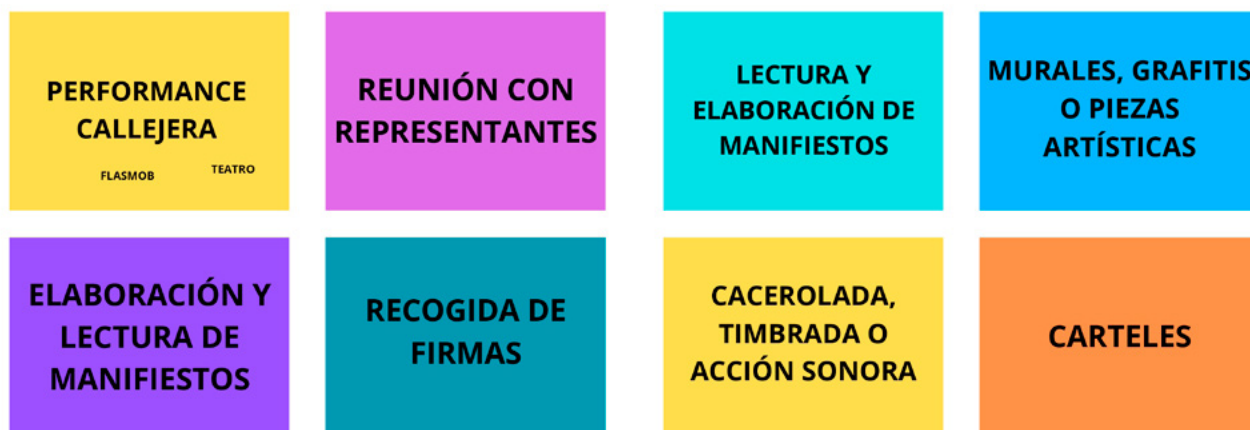 PERFORMANCE
CALLEJERA
FLASMOB
TEATRO
REUNIÓN CON
REPRESENTANTES
LECTURA Y
ELABORACIÓN DE
MANIFIESTOS
MURALES, GRAFITIS
O PIEZAS
ARTÍSTICAS
ELABORACIÓN Y
LECTURA DE
MANIFIESTOS
RECOGIDA DE
FIRMAS
CACEROLADA,
TIMBRADA O
ACCIÓN SONORA
CARTELES